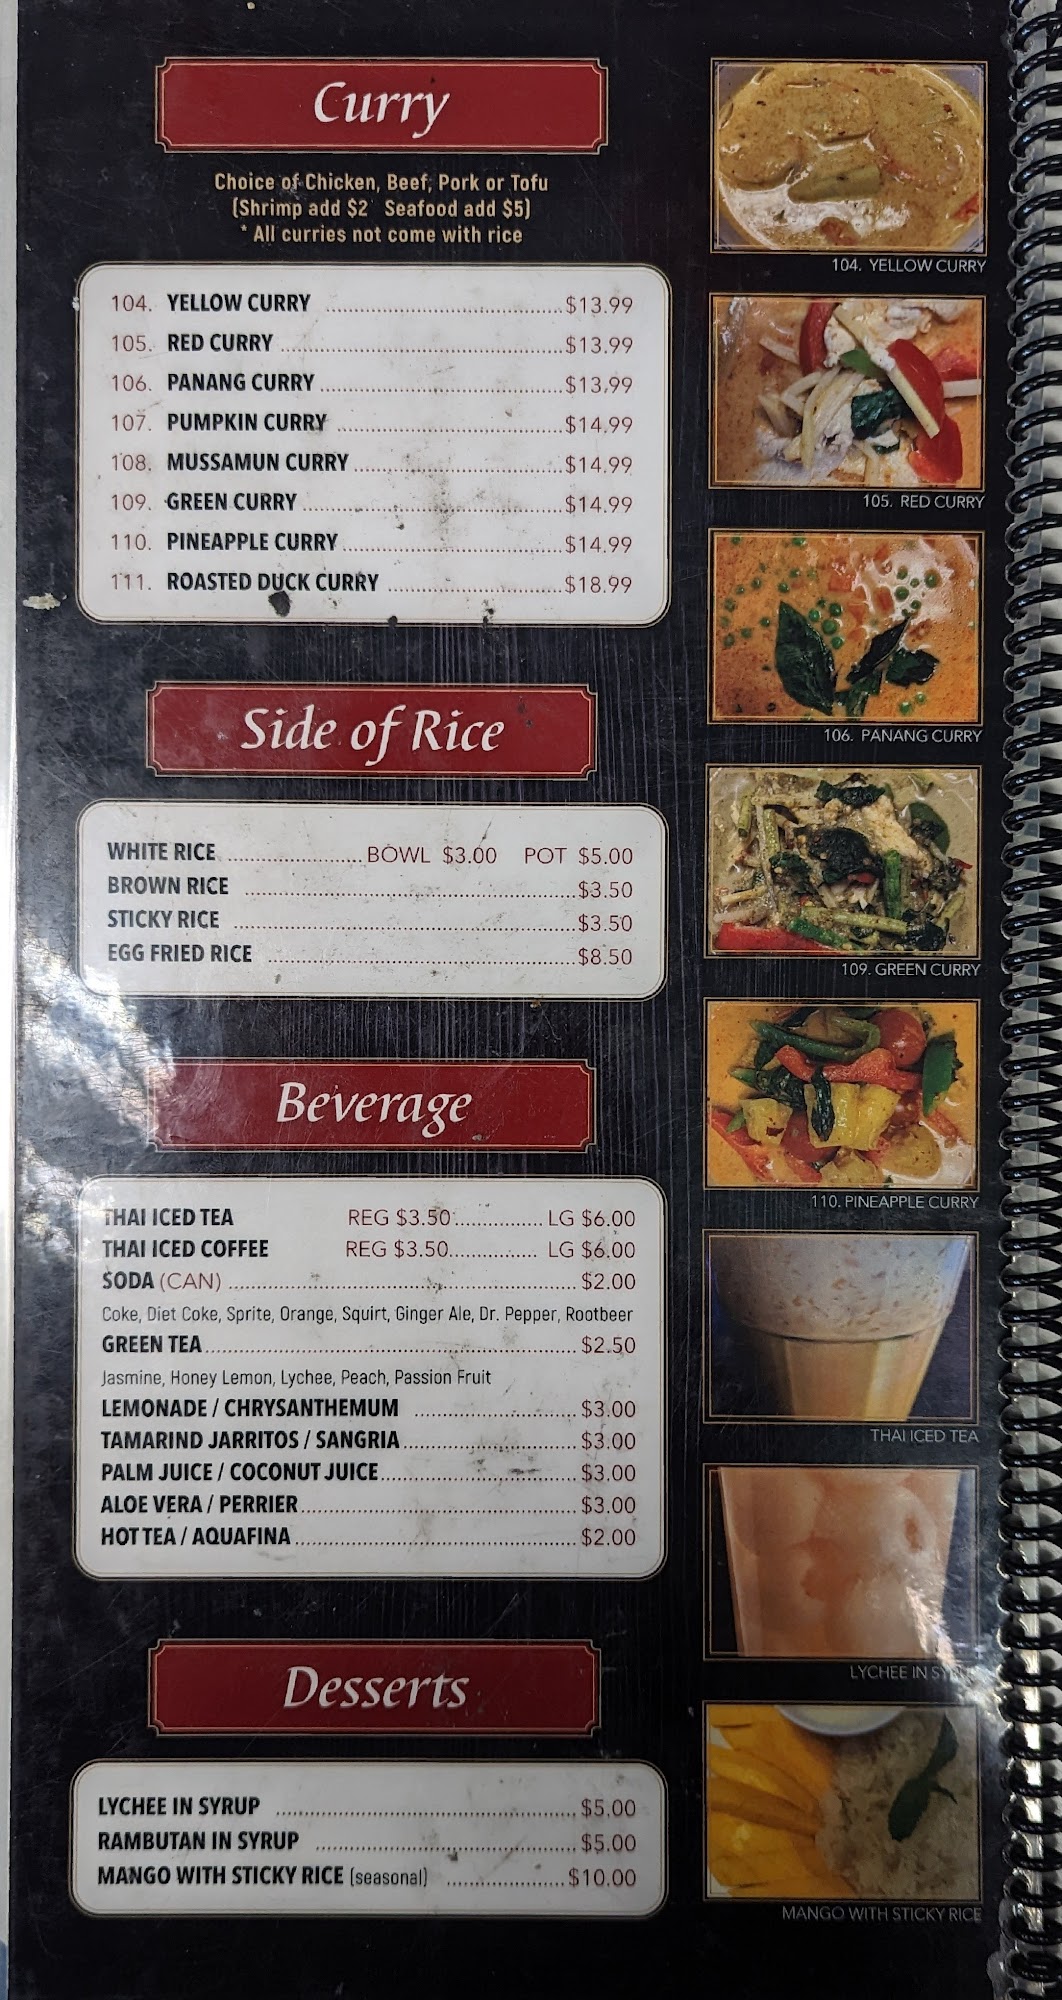 Curry
Choice of Chicken, Beef, Pork or Tofu
(Shrimp add $2 Seafood add $5)
* All curries not come with rice
104. YELLOW CURRY ........ $13.99
105. RED CURRY ........ $13.99
106. PANANG CURRY ........ $13.99
107. PUMPKIN CURRY ........ $14.99
108. MUSSAMUN CURRY ........ $14.99
109. GREEN CURRY ........ $14.99
110. PINEAPPLE CURRY ........ $14.99
111. ROASTED DUCK CURRY ........ $18.99
Side of Rice
WHITE RICE ........ BOWL $3.00 POT $5.00
BROWN RICE ........ $3.50
STICKY RICE ........ $3.50
EGG FRIED RICE ........ $8.50
Beverage
THAI ICED TEA REG $3.50 ........ LG $6.00
THAI ICED COFFEE REG $3.50 ........ LG $6.00
SODA (CAN) ........ $2.00
Coke, Diet Coke, Sprite, Orange, Squirt, Ginger Ale, Dr. Pepper, Rootbeer
GREEN TEA ........ $2.50
Jasmine, Honey Lemon, Lychee, Peach, Passion Fruit
LEMONADE / CHRYSANTHEMUM ........ $3.00
TAMARIND JARRITOS / SANGRIA ........ $3.00
PALM JUICE / COCONUT JUICE ........ $3.00
ALOE VERA / PERRIER ........ $3.00
HOT TEA / AQUAFINA ........ $2.00
Desserts
LYCHEE IN SYRUP ........ $5.00
RAMBUTAN IN SYRUP ........ $5.00
MANGO WITH STICKY RICE (seasonal) ........ $10.00
104. YELLOW CURRY
105. RED CURRY
106. PANANG CURRY
109. GREEN CURRY
110. PINEAPPLE CURRY
THAI ICED TEA
LYCHEE IN SYRUP
MANGO WITH STICKY RICE